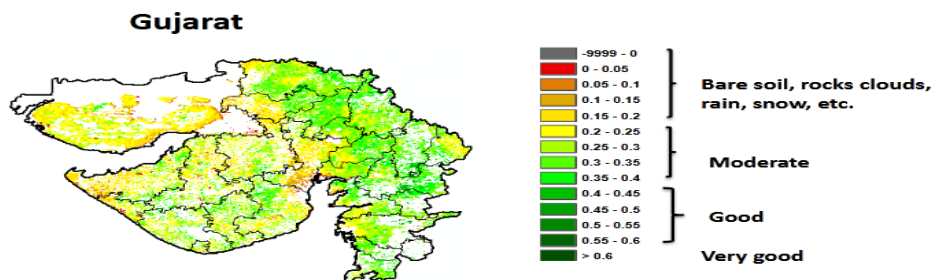 Gujarat
-9999 - 0
0 - 0.05
0.05 - 0.1
0.1 - 0.15
0.15 - 0.2
0.2 - 0.25
0.25 - 0.3
0.3 - 0.35
0.35 - 0.4
0.4 - 0.45
0.45 - 0.5
0.5 - 0.55
0.55 - 0.6
> 0.6
Bare soil, rocks clouds,
rain, snow, etc.
Moderate
Good
Very good